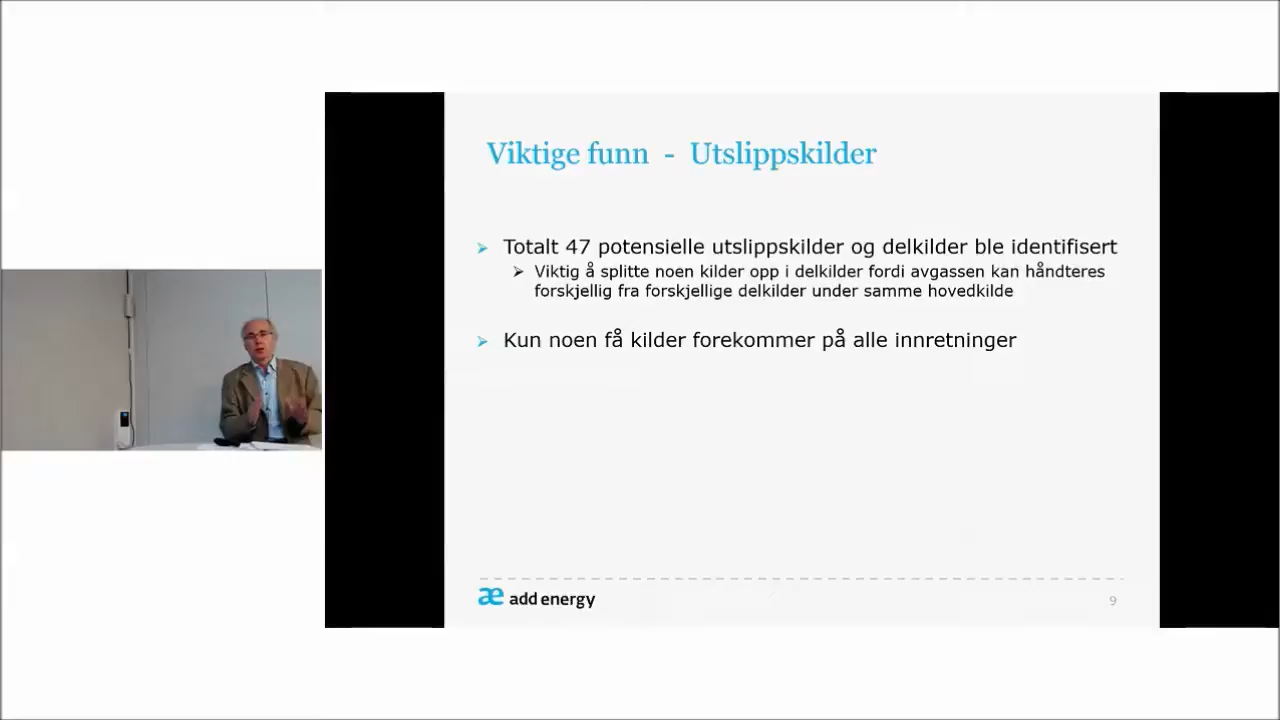 Viktige funn - Utslippskilder
Totalt 47 potensielle utslippskilder og delkilder ble identifisert
Viktig å splitte noen kilder opp i delkilder fordi avgassen kan håndteres
forskjellig fra forskjellige delkilder under samme hovedkilde
Kun noen få kilder forekommer på alle innretninger
æ add energy
9